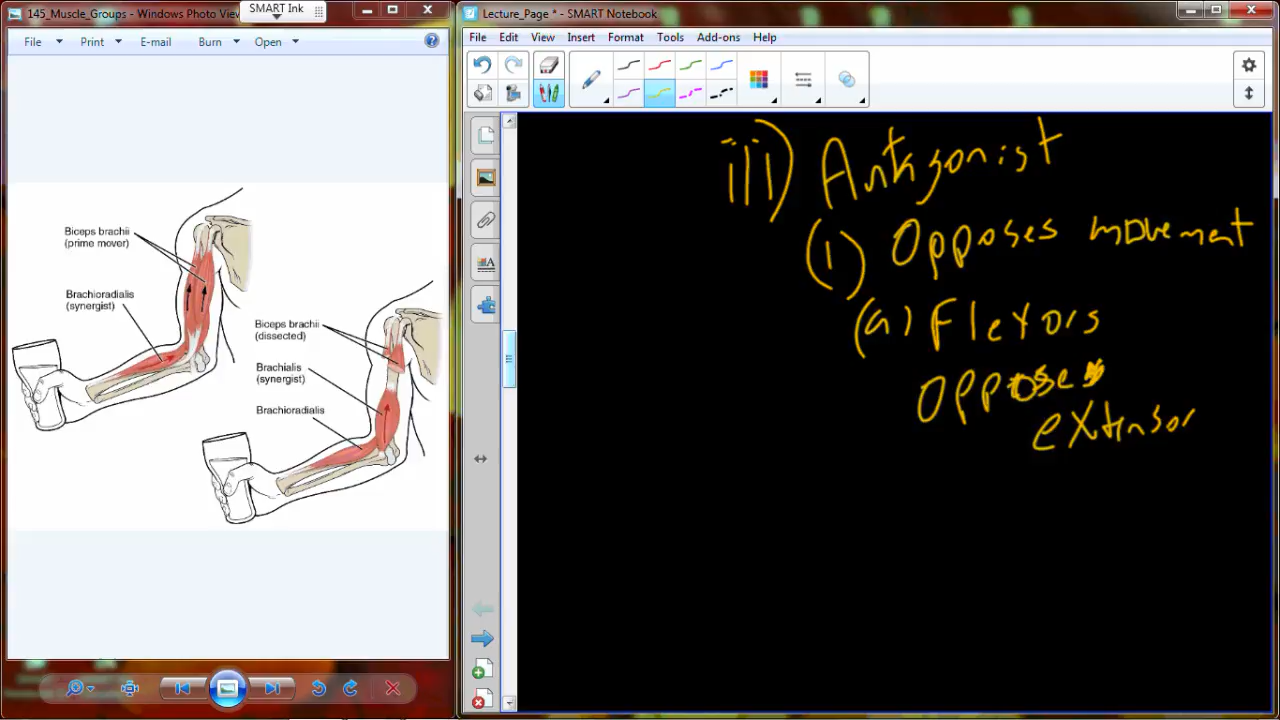 145_Muscle_Groups - Windows Photo View
SMART Ink
File Print E-mail Burn Open
Biceps brachii
(prime mover)
Brachioradialis
(synergist)
Biceps brachii
(dissected)
Brachialis
(synergist)
Brachioradialis
Lecture_Page * - SMART Notebook
File Edit View Insert Format Tools Add-ons Help
iii) Antagonist
(1) Opposes movement
(a) Flexors
oppose
extensor